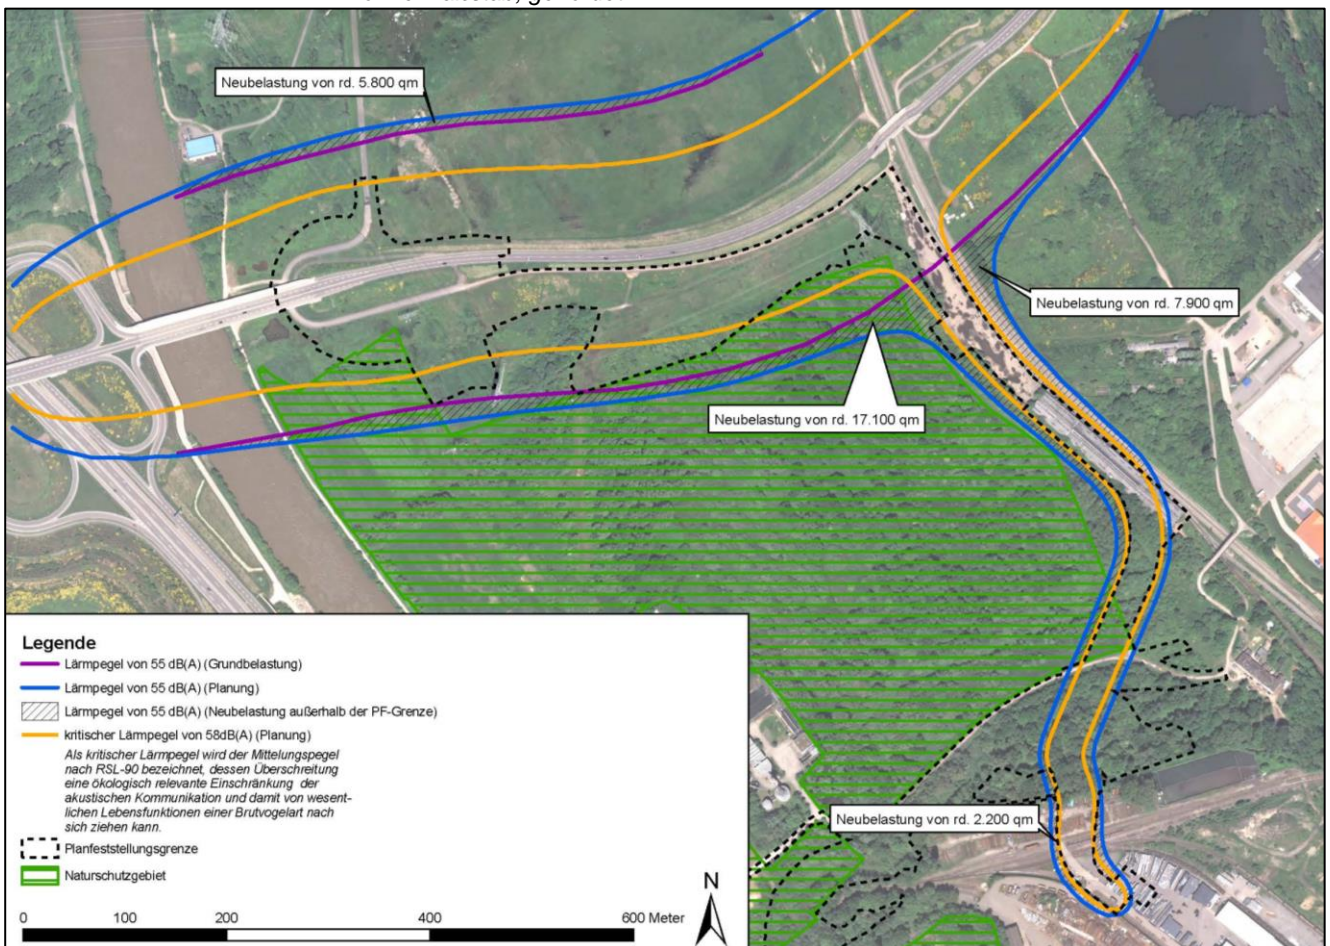 Neubelastung von rd. 5.800 qm
Neubelastung von rd. 7.900 qm
Neubelastung von rd. 17.100 qm
Neubelastung von rd. 2.200 qm
Legende
Lärmpegel von 55 dB(A) (Grundbelastung)
Lärmpegel von 55 dB(A) (Planung)
Lärmpegel von 55 dB(A) (Neubelastung außerhalb der PF-Grenze)
kritischer Lärmpegel von 58dB(A) (Planung)
Als kritischer Lärmpegel wird der Mittelungspegel
nach RSL-90 bezeichnet, dessen Überschreitung
eine ökologisch relevante Einschränkung der
akustischen Kommunikation und damit von wesent-
lichen Lebensfunktionen einer Brutvogelart nach
sich ziehen kann.
Planfeststellungsgrenze
Naturschutzgebiet
N
0 100 200 400 600 Meter